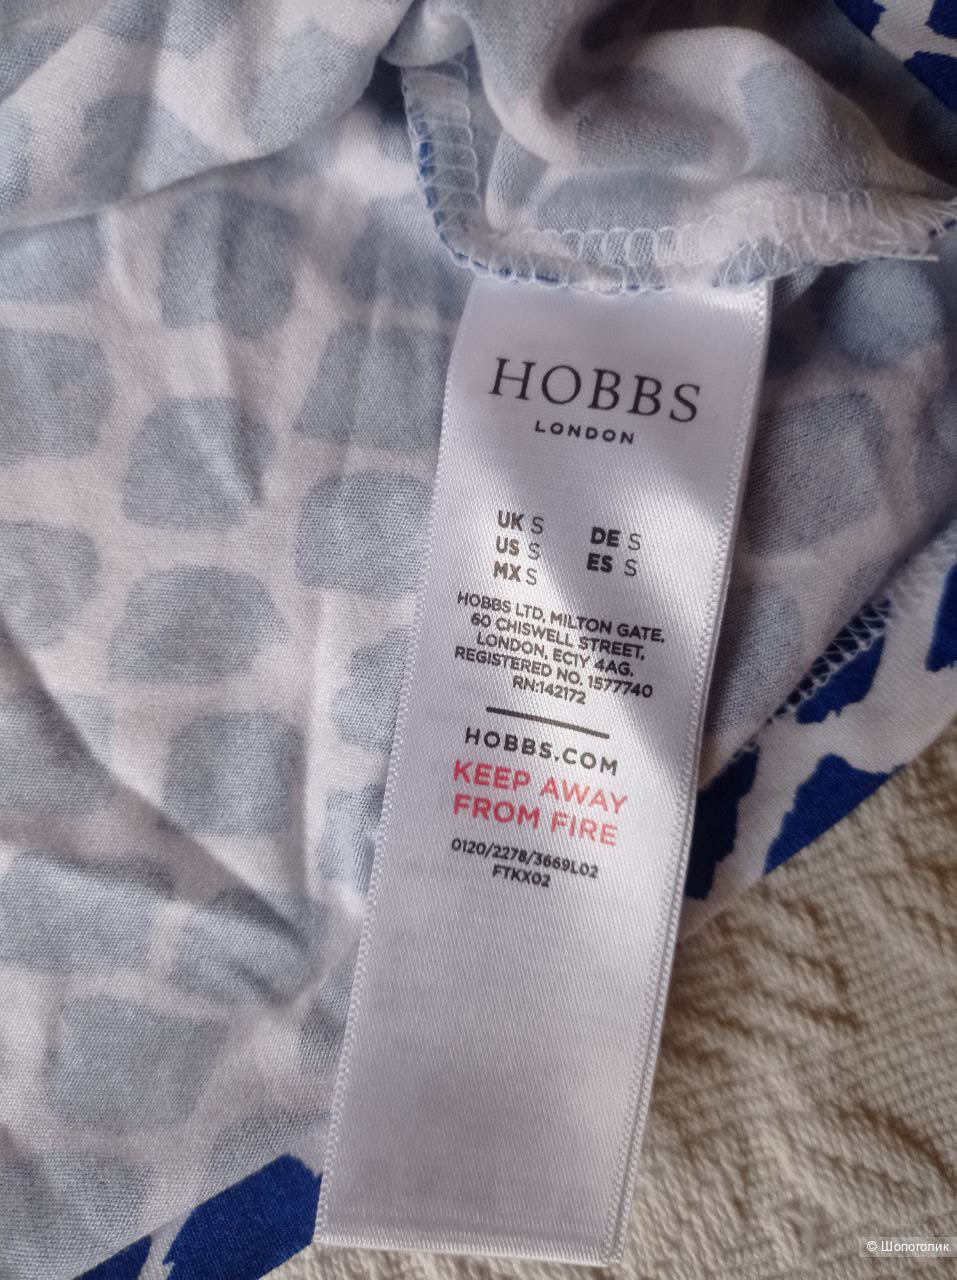 HOBBS
LONDON
UK S DE S
US S ES S
MX S
HOBBS LTD, MILTON GATE,
60 CHISWELL STREET,
LONDON, EC1Y 4AG.
REGISTERED NO. 1577740
RN:142172
HOBBS.COM
KEEP AWAY
FROM FIRE
0120/2278/3669L02
FTKX02
© Шопоголик